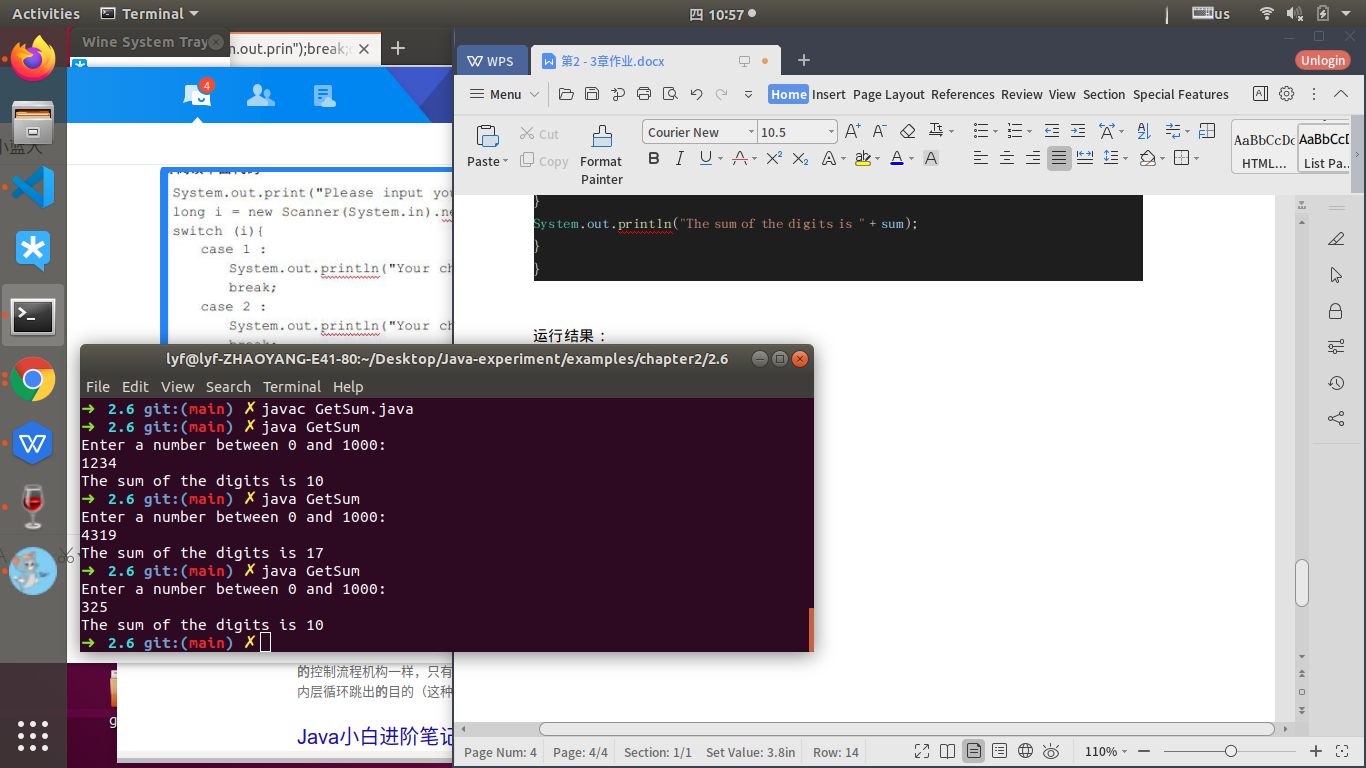 Activities Terminal 四 10:57 us
Wine System Tray m.out.prin");break;
4
System.out.print("Please input you
long i = new Scanner(System.in).ne
switch (i){
case 1 :
System.out.println("Your ch
break;
case 2 :
System.out.println("Your ch
break;
WPS 第2 - 3章作业.docx Unlogin
Menu Home Insert Page Layout References Review View Section Special Features
Paste Cut Copy Format Painter Courier New 10.5 AaBbCcDc HTML... AaBbCcD List Pa...
}
System.out.println("The sum of the digits is " + sum);
}
}
运行结果：
lyf@lyf-ZHAOYANG-E41-80:~/Desktop/Java-experiment/examples/chapter2/2.6
File Edit View Search Terminal Help
➜ 2.6 git:(main) ✗ javac GetSum.java
➜ 2.6 git:(main) ✗ java GetSum
Enter a number between 0 and 1000:
1234
The sum of the digits is 10
➜ 2.6 git:(main) ✗ java GetSum
Enter a number between 0 and 1000:
4319
The sum of the digits is 17
➜ 2.6 git:(main) ✗ java GetSum
Enter a number between 0 and 1000:
325
The sum of the digits is 10
➜ 2.6 git:(main) ✗
的控制流程机构一样，只有
内层循环跳出的目的（这种
Java小白进阶笔记
g
Page Num: 4 Page: 4/4 Section: 1/1 Set Value: 3.8in Row: 14 110%